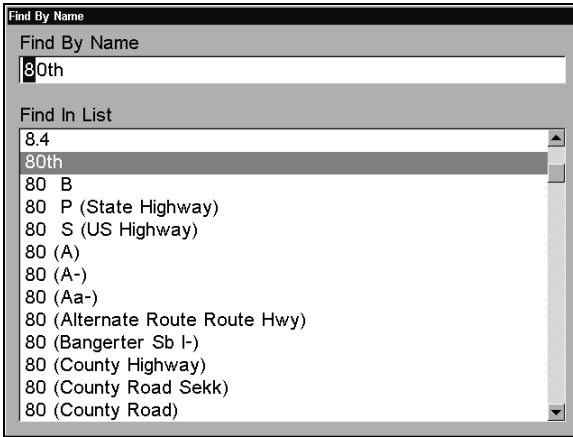 Find By Name
Find By Name
80th
Find In List
8.4
80th
80 B
80 P (State Highway)
80 S (US Highway)
80 (A)
80 (A-)
80 (Aa-)
80 (Alternate Route Route Hwy)
80 (Bangerter Sb I-)
80 (County Highway)
80 (County Road Sekk)
80 (County Road)